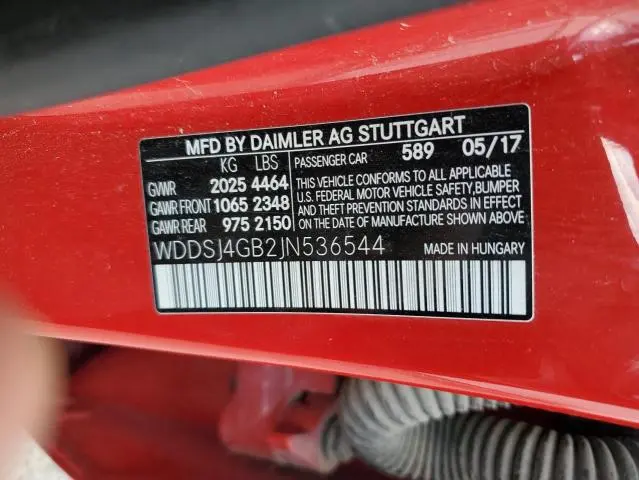 MFD BY DAIMLER AG STUTTGART
KG LBS PASSENGER CAR 589 05/17
GVWR 2025 4464 THIS VEHICLE CONFORMS TO ALL APPLICABLE
GAWR FRONT 1065 2348 U.S. FEDERAL MOTOR VEHICLE SAFETY, BUMPER
GAWR REAR 975 2150 AND THEFT PREVENTION STANDARDS IN EFFECT
ON THE DATE OF MANUFACTURE SHOWN ABOVE.
WDDSJ4GB2JN536544 MADE IN HUNGARY